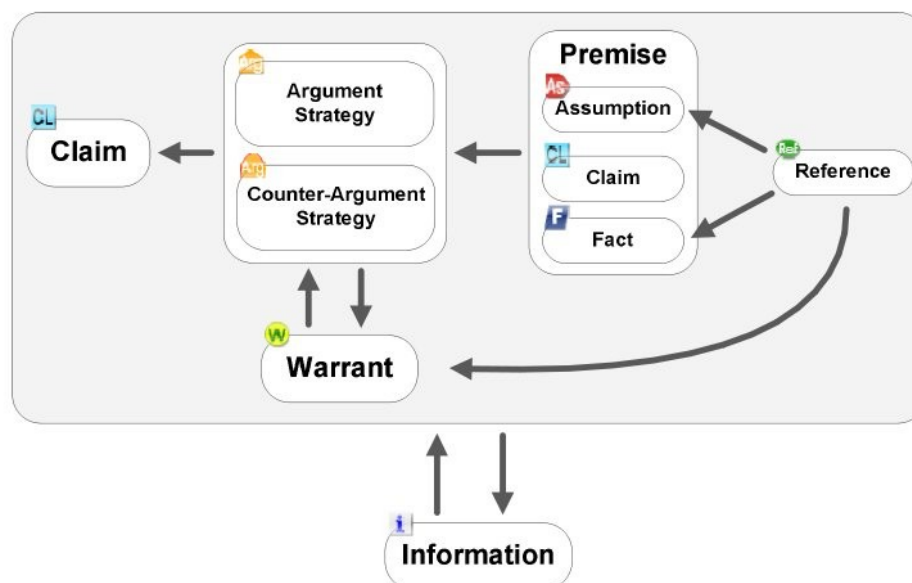 Premise
Arg
Argument
Strategy
As
Assumption
CL
Claim
Arg
Counter-Argument
Strategy
CL
Claim
Ref
Reference
F
Fact
W
Warrant
i
Information